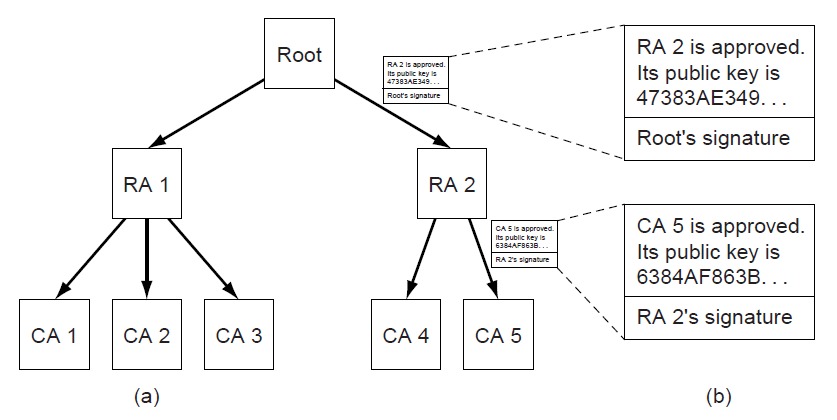 Root
RA 2 is approved.
Its public key is
47383AE349. . .
Root's signature
RA 2 is approved.
Its public key is
47383AE349. . .
Root's signature
RA 1
RA 2
CA 5 is approved.
Its public key is
6384AF863B. . .
RA 2's signature
CA 5 is approved.
Its public key is
6384AF863B. . .
RA 2's signature
CA 1
CA 2
CA 3
CA 4
CA 5
(a)
(b)